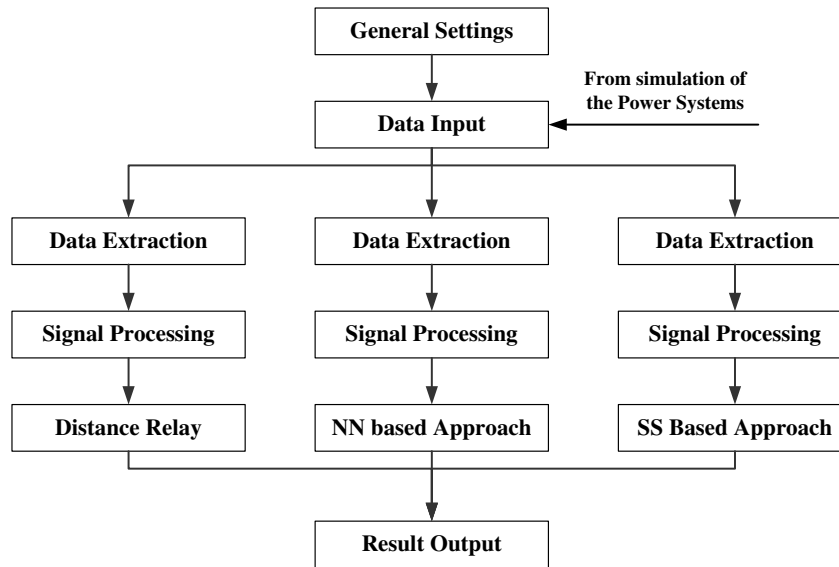 General Settings
From simulation of
the Power Systems
Data Input
Data Extraction
Data Extraction
Data Extraction
Signal Processing
Signal Processing
Signal Processing
Distance Relay
NN based Approach
SS Based Approach
Result Output